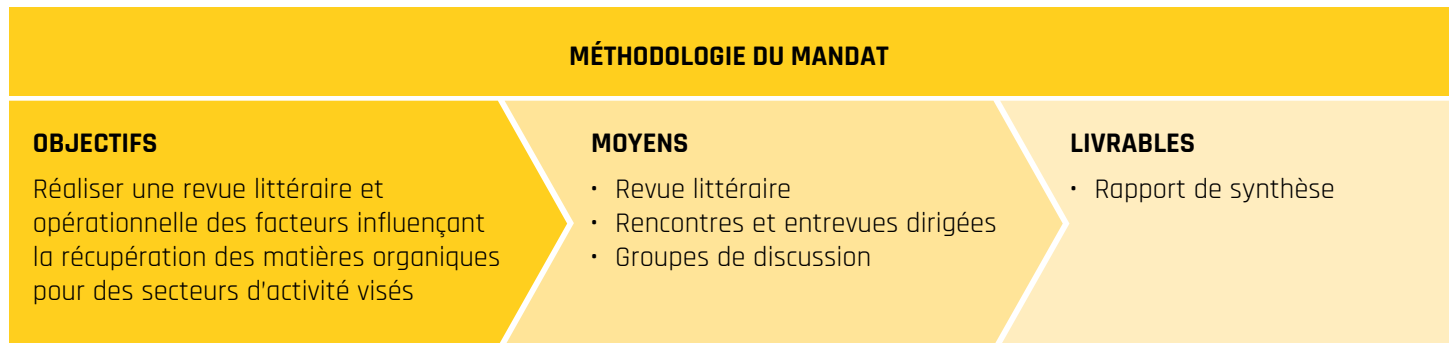 MÉTHODOLOGIE DU MANDAT
OBJECTIFS
Réaliser une revue littéraire et
opérationnelle des facteurs influençant
la récupération des matières organiques
pour des secteurs d'activité visés
MOYENS
• Revue littéraire
• Rencontres et entrevues dirigées
• Groupes de discussion
LIVRABLES
• Rapport de synthèse